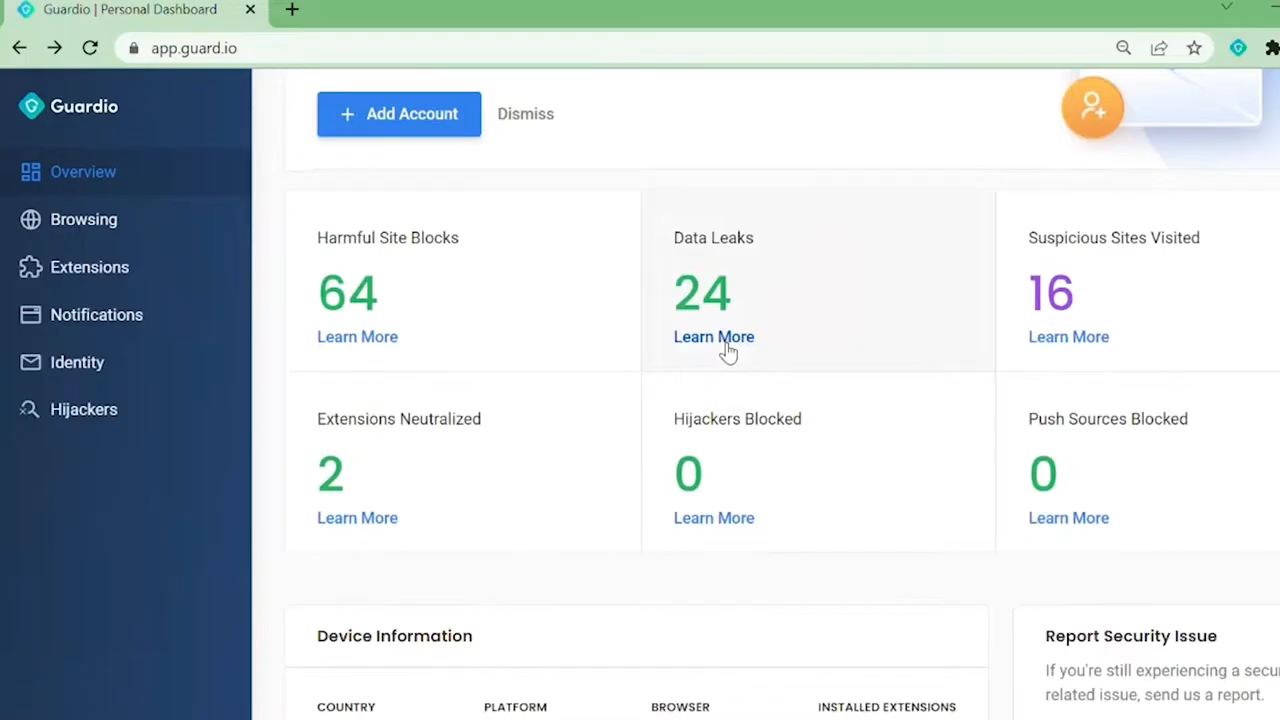 Guardio | Personal Dashboard
app.guard.io
Guardio
Overview
Browsing
Extensions
Notifications
Identity
Hijackers
+ Add Account
Dismiss
Harmful Site Blocks
64
Learn More
Data Leaks
24
Learn More
Suspicious Sites Visited
16
Learn More
Extensions Neutralized
2
Learn More
Hijackers Blocked
0
Learn More
Push Sources Blocked
0
Learn More
Device Information
COUNTRY PLATFORM BROWSER INSTALLED EXTENSIONS
Report Security Issue
If you're still experiencing a
related issue, send us a report.